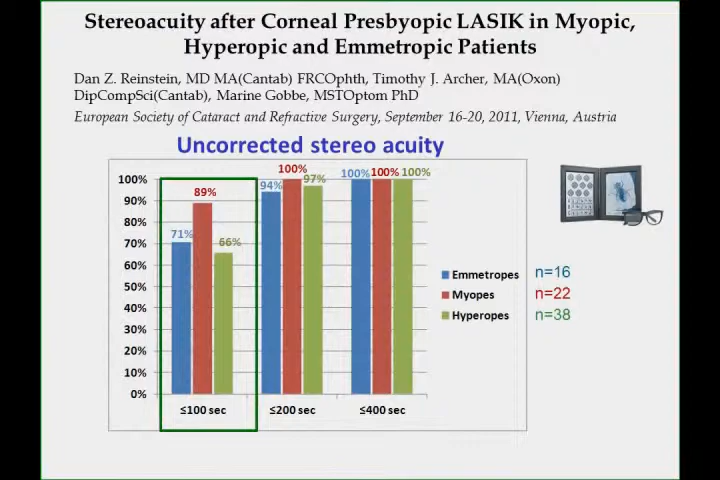 Stereoacuity after Corneal Presbyopic LASIK in Myopic,
Hyperopic and Emmetropic Patients
Dan Z. Reinstein, MD MA(Cantab) FRCOphth, Timothy J. Archer, MA(Oxon)
DipCompSci(Cantab), Marine Gobbe, MSTOptom PhD
European Society of Cataract and Refractive Surgery, September 16-20, 2011, Vienna, Austria
Uncorrected stereo acuity
100%
90%
80%
70%
60%
50%
40%
30%
20%
10%
0%
71% 89% 66%
94% 100% 97%
100% 100% 100%
≤100 sec ≤200 sec ≤400 sec
Emmetropes n=16
Myopes n=22
Hyperopes n=38